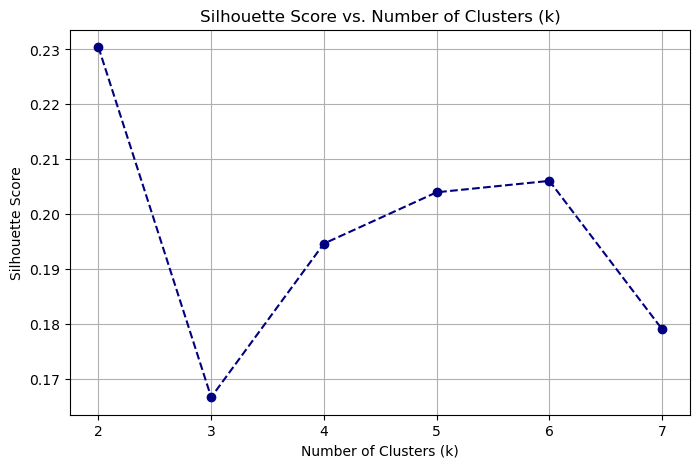 Silhouette Score vs. Number of Clusters (k)
Silhouette Score
0.23
0.22
0.21
0.20
0.19
0.18
0.17
2 3 4 5 6 7
Number of Clusters (k)